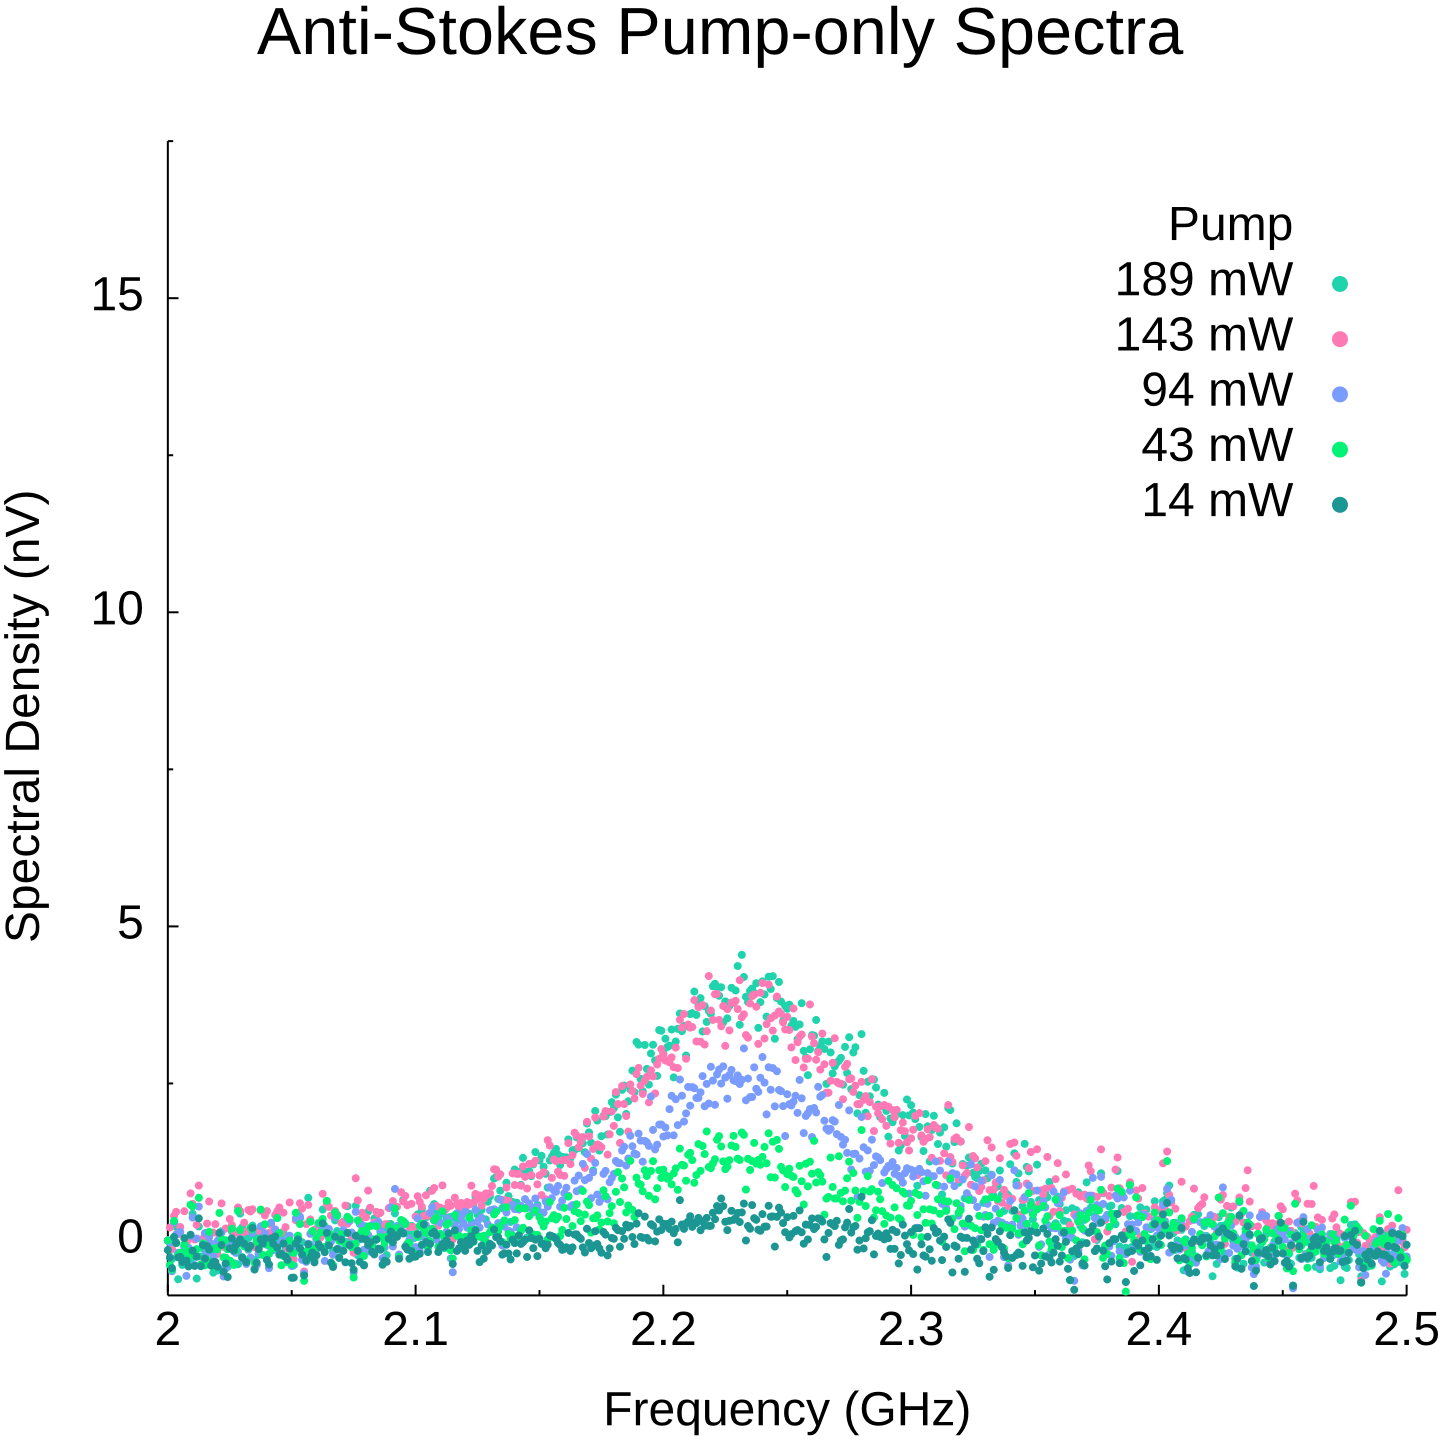 Anti-Stokes Pump-only Spectra
Pump
189 mW
143 mW
94 mW
43 mW
14 mW
15
10
5
0
Spectral Density (nV)
2
2.1
2.2
2.3
2.4
2.5
Frequency (GHz)